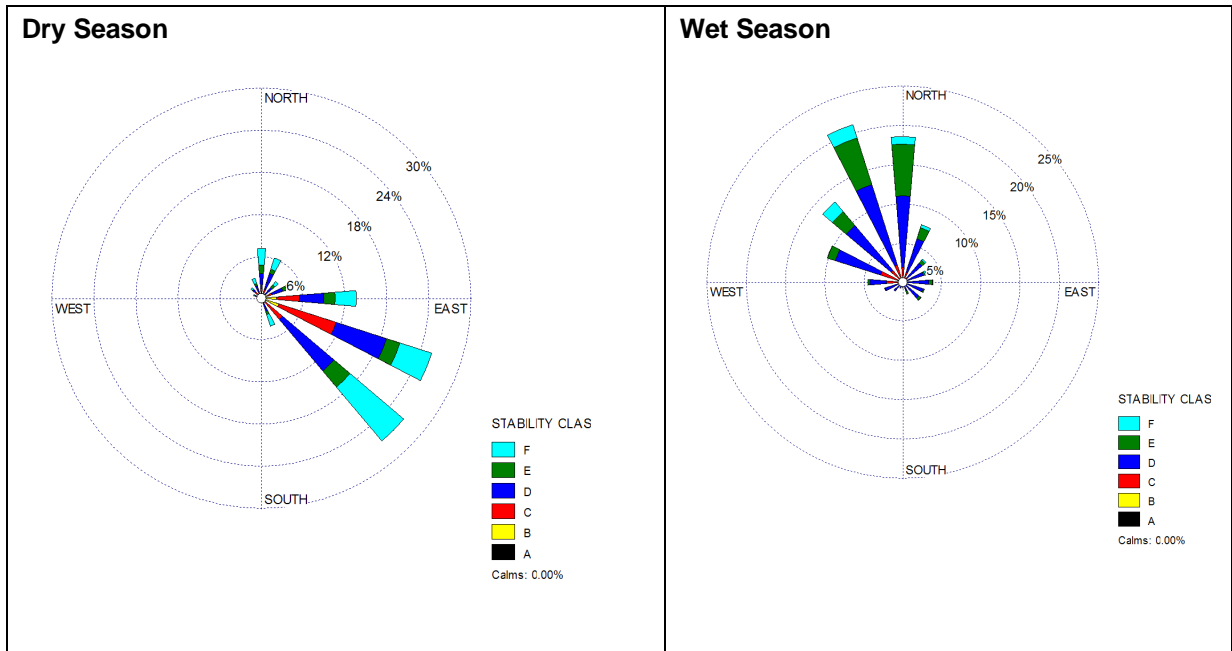 Dry Season
NORTH
30%
24%
18%
12%
6%
WEST
EAST
SOUTH
STABILITY CLAS
F
E
D
C
B
A
Calms: 0.00%
Wet Season
NORTH
25%
20%
15%
10%
5%
WEST
EAST
SOUTH
STABILITY CLAS
F
E
D
C
B
A
Calms: 0.00%